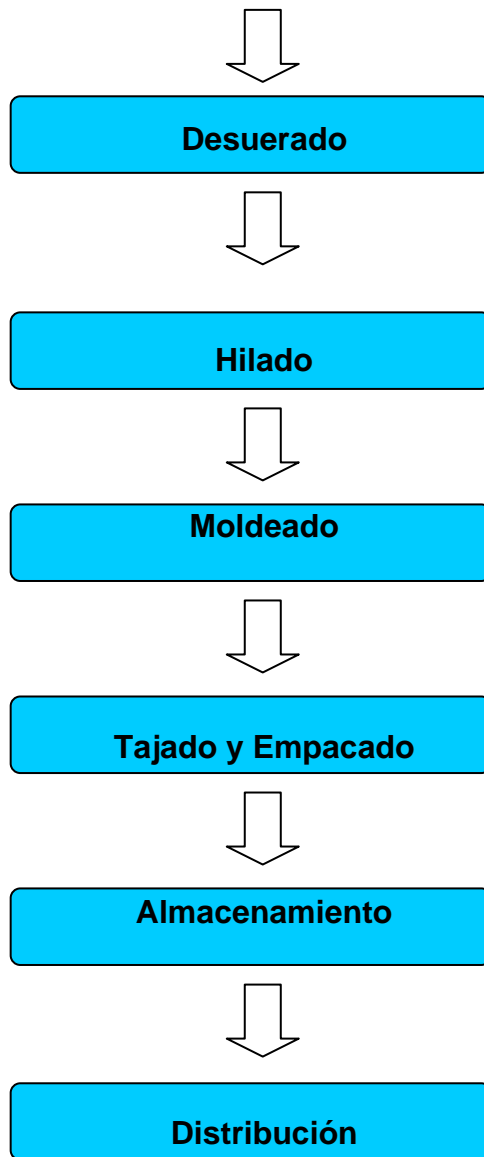 Desuerado
Hilado
Moldeado
Tajado y Empacado
Almacenamiento
Distribución